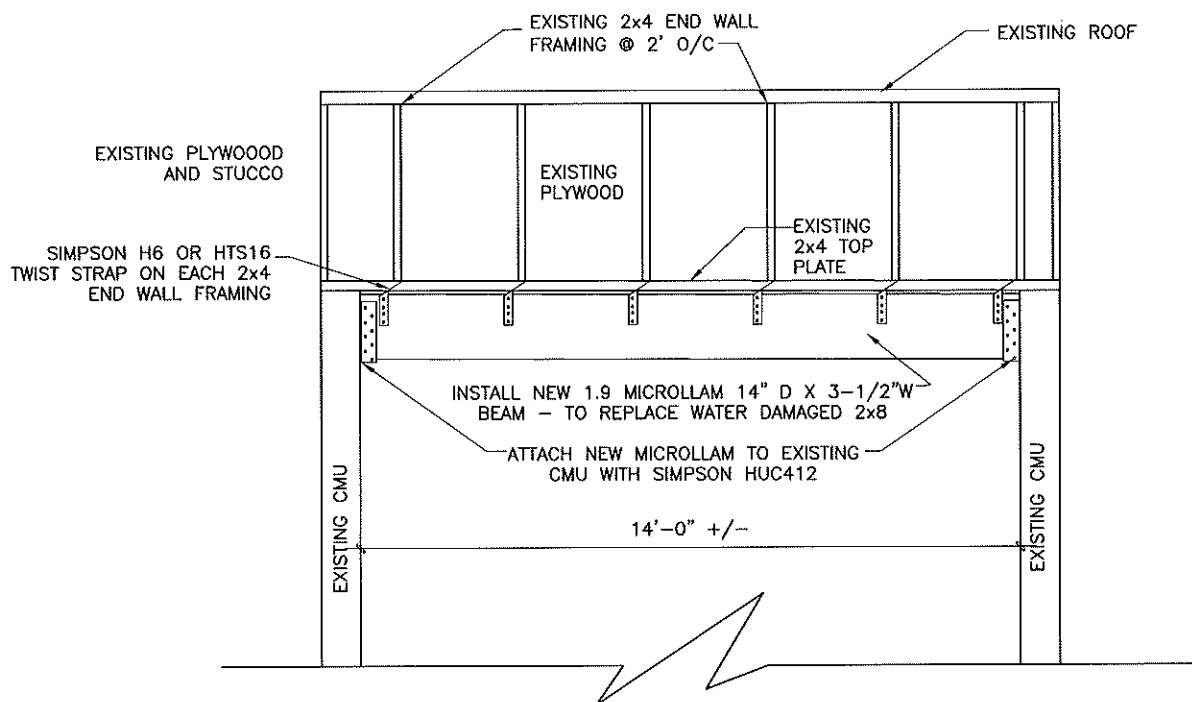 EXISTING 2x4 END WALL
FRAMING @ 2' O/C
EXISTING ROOF
EXISTING PLYWOOOD
AND STUCCO
EXISTING
PLYWOOD
EXISTING
2x4 TOP
PLATE
SIMPSON H6 OR HTS16
TWIST STRAP ON EACH 2x4
END WALL FRAMING
INSTALL NEW 1.9 MICROLLAM 14" D X 3-1/2"W
BEAM - TO REPLACE WATER DAMAGED 2x8
ATTACH NEW MICROLLAM TO EXISTING
CMU WITH SIMPSON HUC412
14'-0" +/-
EXISTING CMU
EXISTING CMU